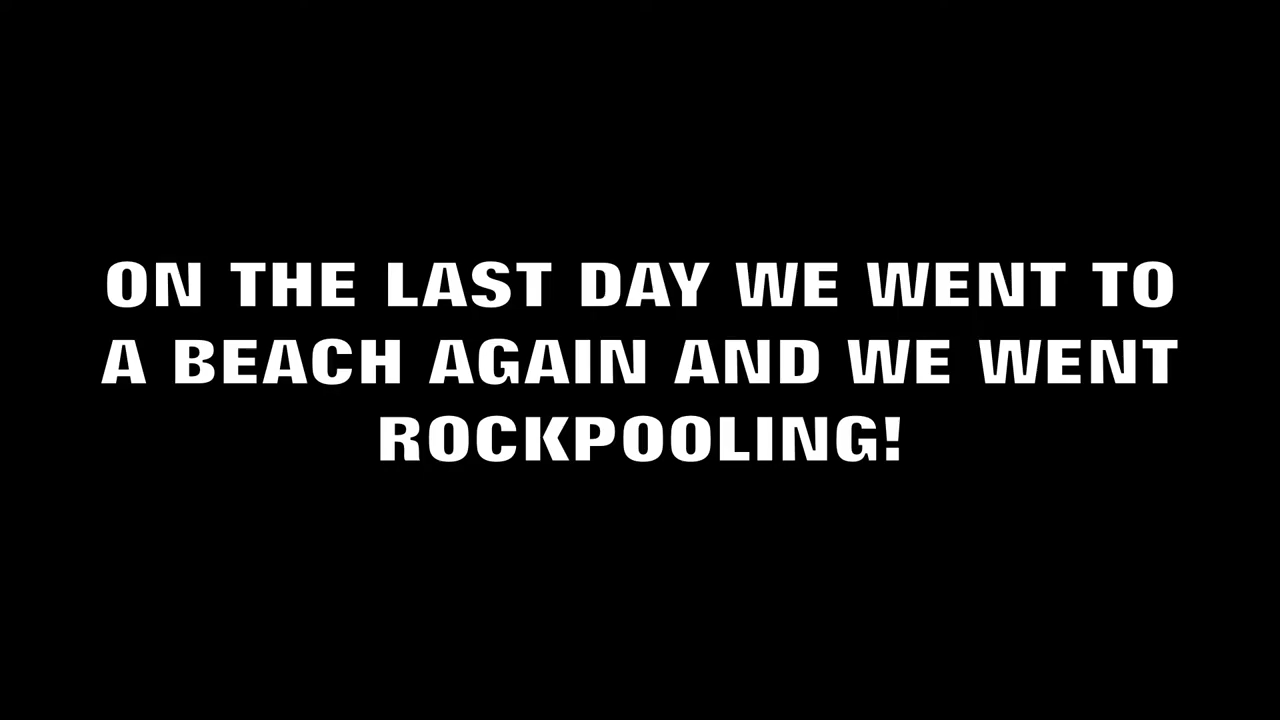 ON THE LAST DAY WE WENT TO
A BEACH AGAIN AND WE WENT
ROCKPOOLING!